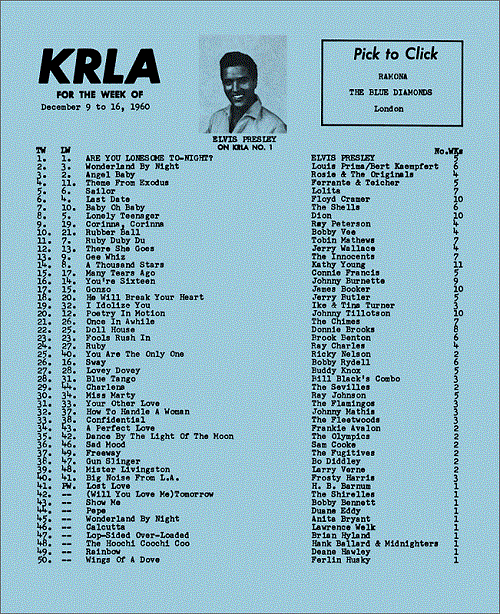 KRLA
FOR THE WEEK OF
December 9 to 16, 1960
ELVIS PRESLEY
ON KRLA NO. 1
Pick to Click
RAMONA
THE BLUE DIAMONDS
London
TW LW No.WKs
1. 1. ARE YOU LONESOME TO-NIGHT? ELVIS PRESLEY 5
2. 3. Wonderland By Night Louis Prima/Bert Kaempfert 6
3. 2. Angel Baby Rosie & The Originals 4
4. 11. Theme From Exodus Ferrante & Teicher 5
5. 6. Sailor Lolita 7
6. 4. Last Date Floyd Cramer 10
7. 10. Baby Oh Baby The Shells 6
8. 5. Lonely Teenager Dion 10
9. 19. Corinna, Corinna Ray Peterson 4
10. 21. Rubber Ball Bobby Vee 4
11. 7. Ruby Duby Du Tobin Mathews 7
12. 13. There She Goes Jerry Wallace 4
13. 9. Gee Whiz The Innocents 7
14. 8. A Thousand Stars Kathy Young 11
15. 17. Many Tears Ago Connie Francis 5
16. 14. You're Sixteen Johnny Burnette 9
17. 15. Gonzo James Booker 10
18. 20. He Will Break Your Heart Jerry Butler 5
19. 32. I Idolize You Ike & Tina Turner 3
20. 12. Poetry In Motion Johnny Tillotson 10
21. 26. Once In Awhile The Chimes 7
22. 25. Doll House Donnie Brooks 8
23. 23. Fools Rush In Brook Benton 6
24. 27. Ruby Ray Charles 4
25. 40. You Are The Only One Ricky Nelson 2
26. 16. Sway Bobby Rydell 6
27. 28. Lovey Dovey Buddy Knox 5
28. 31. Blue Tango Bill Black's Combo 3
29. 44. Charlena The Sevilles 2
30. 34. Miss Marty Ray Johnson 5
31. 33. Your Other Love The Flamingos 3
32. 37. How To Handle A Woman Johnny Mathis 3
33. 38. Confidential The Fleetwoods 3
34. 43. A Perfect Love Frankie Avalon 2
35. 42. Dance By The Light Of The Moon The Olympics 2
36. 46. Sad Mood Sam Cooke 2
37. 49. Freeway The Fugitives 2
38. 47. Gun Slinger Bo Diddley 2
39. 48. Mister Livingston Larry Verne 2
40. 41. Big Noise From L.A. Frosty Harris 3
41. PW. Lost Love H. B. Barnum 1
42. -- (Will You Love Me)Tomorrow The Shirelles 1
43. -- Show Me Bobby Bennett 1
44. -- Pepe Duane Eddy 1
45. -- Wonderland By Night Anita Bryant 1
46. -- Calcutta Lawrence Welk 1
47. -- Lop-Sided Over-Loaded Brian Hyland 1
48. -- The Hoochi Coochi Coo Hank Ballard & Midnighters 1
49. -- Rainbow Deane Hawley 1
50. -- Wings Of A Dove Ferlin Husky 1